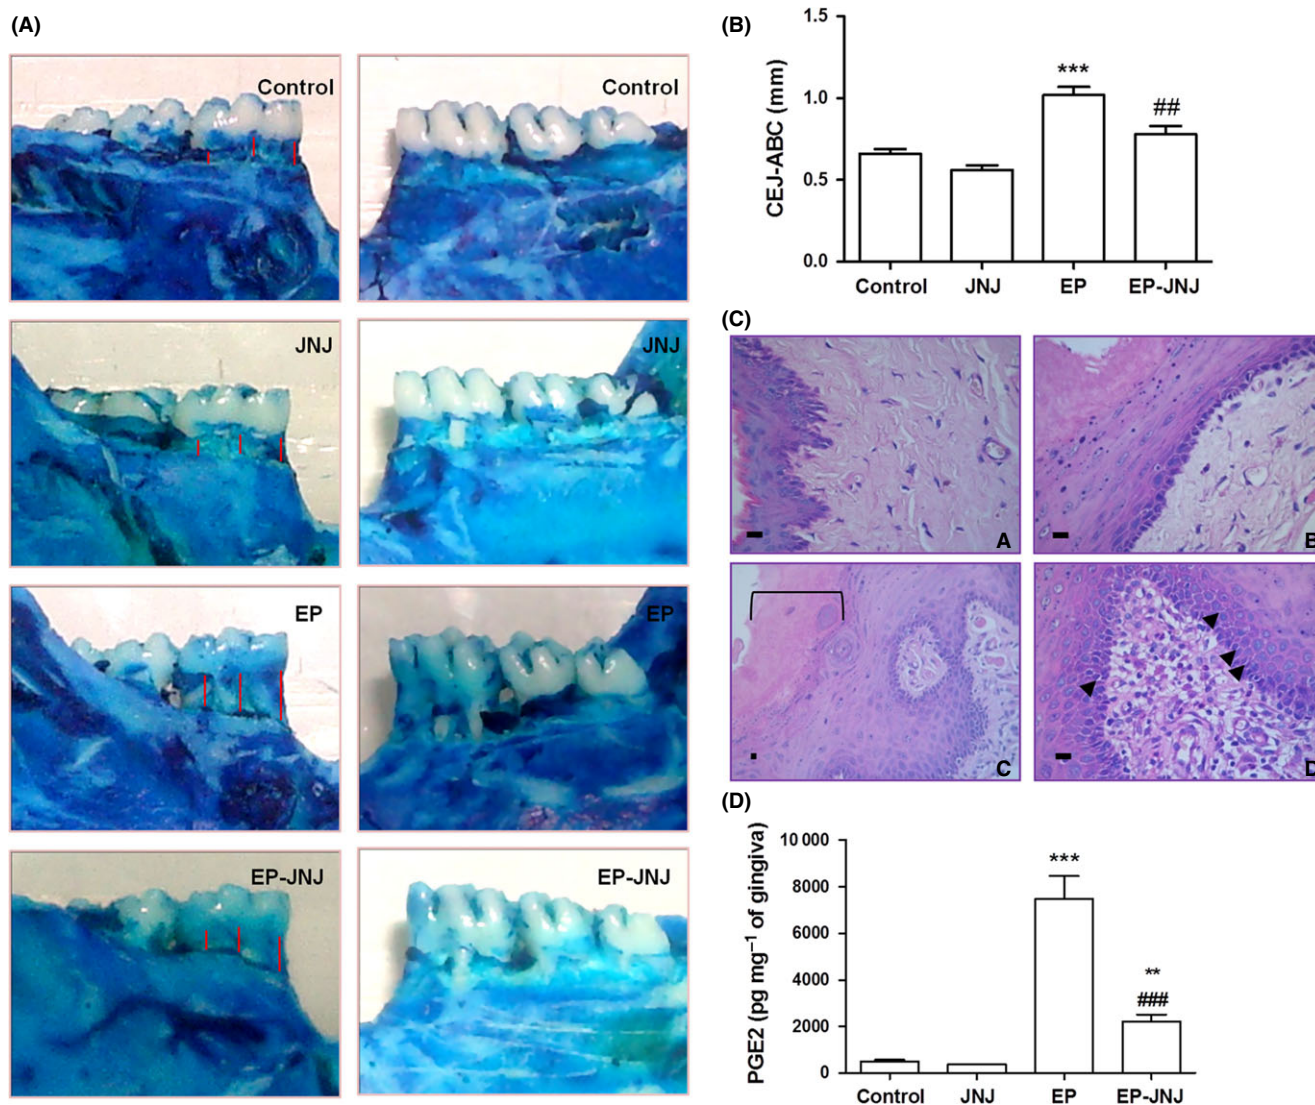 (A)
Control
Control
JNJ
JNJ
EP
EP
EP-JNJ
EP-JNJ
(B)
CEJ-ABC (mm)
1.5
1.0
0.5
0.0
***
##
Control JNJ EP EP-JNJ
(C)
A
B
C
D
(D)
PGE2 (pg mg⁻¹ of gingiva)
10 000
8000
6000
4000
2000
0
***
**
###
Control JNJ EP EP-JNJ